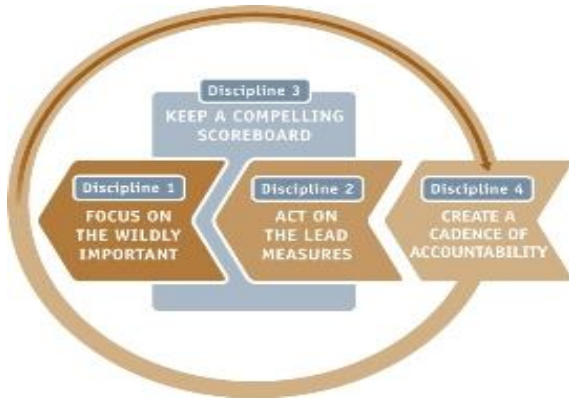 Discipline 3
KEEP A COMPELLING
SCOREBOARD
Discipline 1
FOCUS ON
THE WILDLY
IMPORTANT
Discipline 2
ACT ON
THE LEAD
MEASURES
Discipline 4
CREATE A
CADENCE OF
ACCOUNTABILITY